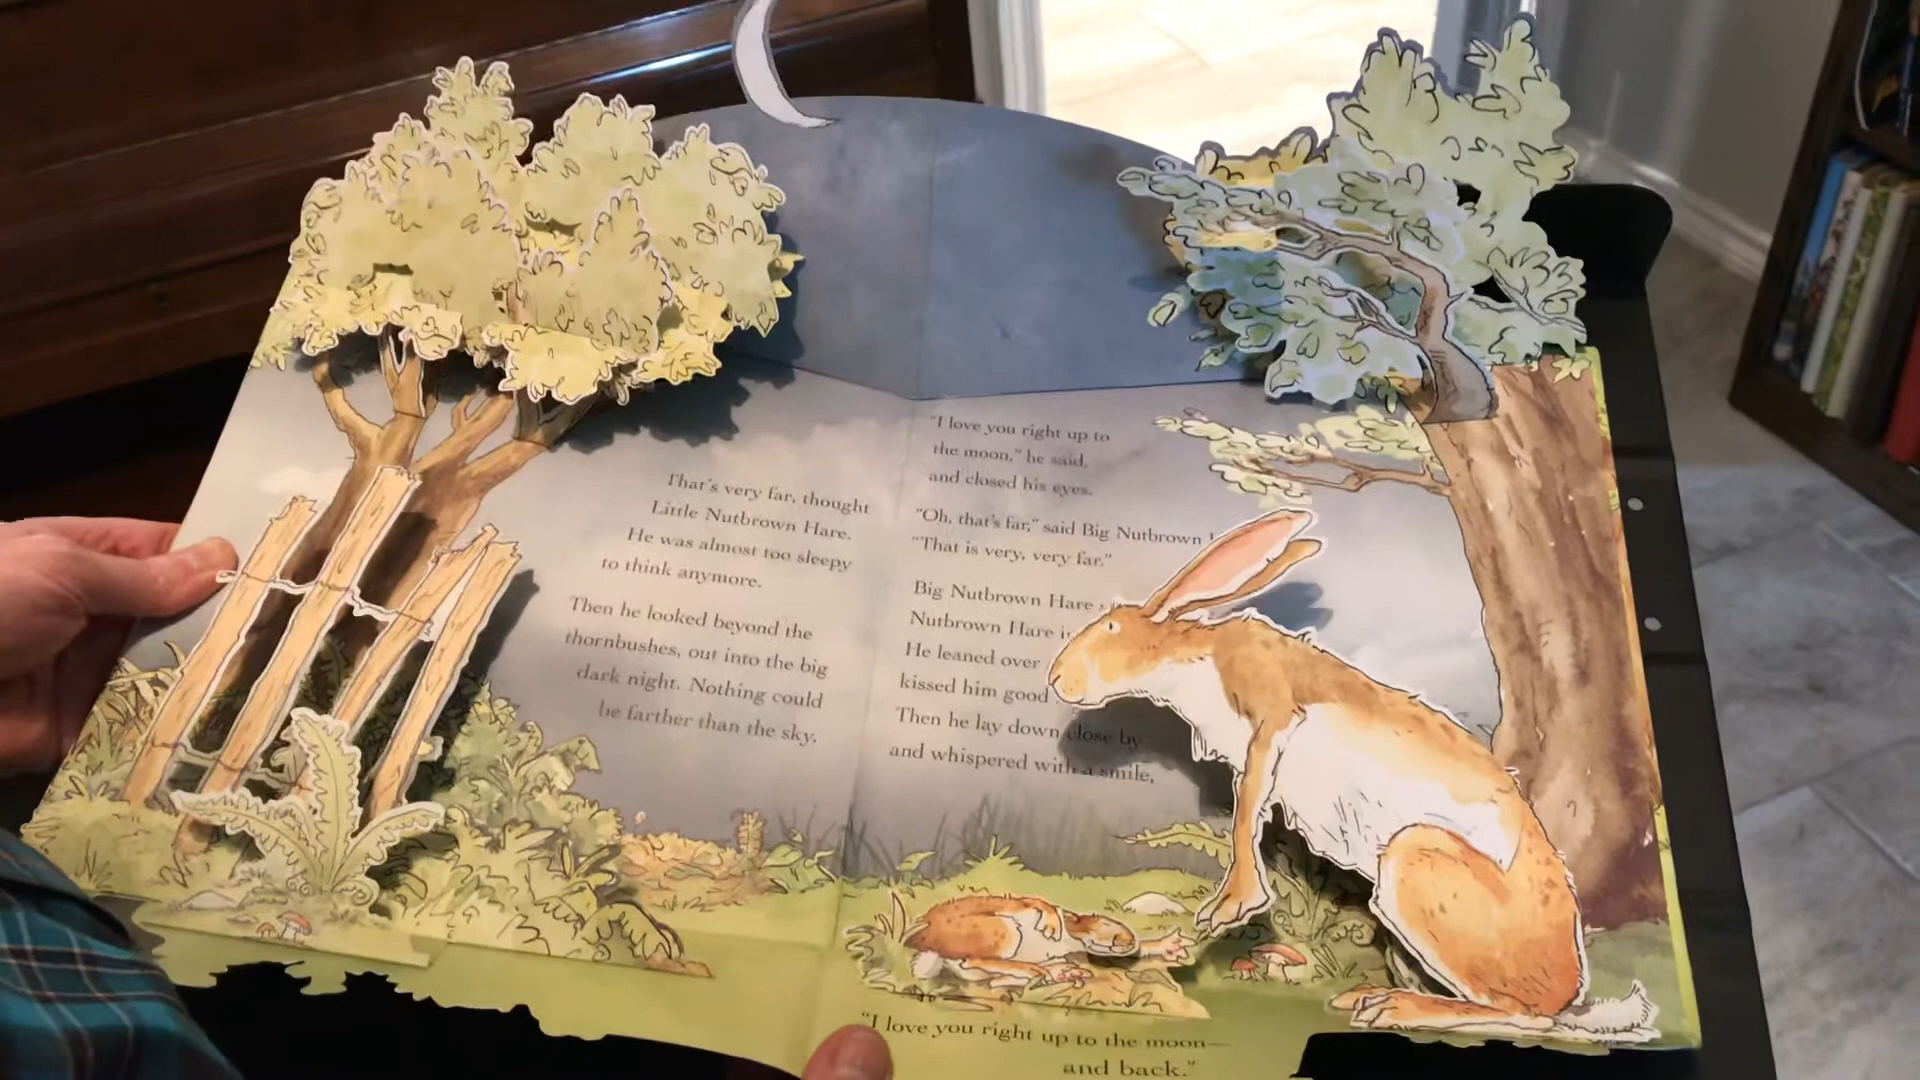 That's very far, thought
Little Nutbrown Hare.
He was almost too sleepy
to think anymore.
Then he looked beyond the
thornbushes, out into the big
dark night. Nothing could
be farther than the sky.
"I love you right up to
the moon," he said,
and closed his eyes.
"Oh, that's far," said Big Nutbrown
"That is very, very far."
Big Nutbrown Hare
Nutbrown Hare
He leaned over
kissed him good
Then he lay down close by
and whispered with a smile,
"I love you right up to the moon—
and back."